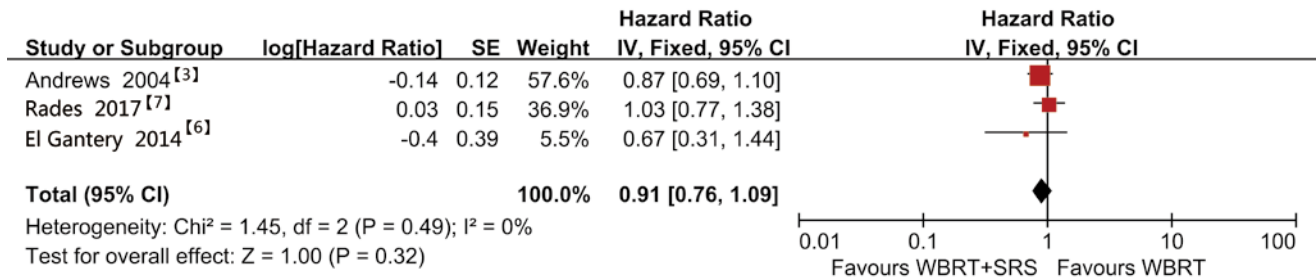 Hazard Ratio Hazard Ratio
Study or Subgroup log[Hazard Ratio] SE Weight IV, Fixed, 95% CI IV, Fixed, 95% CI
Andrews 2004【3】 -0.14 0.12 57.6% 0.87 [0.69, 1.10]
Rades 2017【7】 0.03 0.15 36.9% 1.03 [0.77, 1.38]
El Gantery 2014【6】 -0.4 0.39 5.5% 0.67 [0.31, 1.44]
Total (95% CI) 100.0% 0.91 [0.76, 1.09]
Heterogeneity: Chi² = 1.45, df = 2 (P = 0.49); I² = 0%
Test for overall effect: Z = 1.00 (P = 0.32)
0.01 0.1 1 10 100
Favours WBRT+SRS Favours WBRT